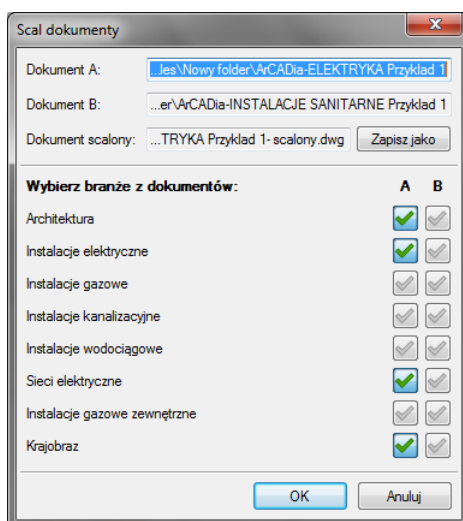 Scal dokumenty
Dokument A: ...les\Nowy folder\ArCADia-ELEKTRYKA Przyklad 1
Dokument B: ...er\ArCADia-INSTALACJE SANITARNE Przyklad 1
Dokument scalony: ...TRYKA Przyklad 1- scalony.dwg Zapisz jako
Wybierz branże z dokumentów: A B
Architektura
Instalacje elektryczne
Instalacje gazowe
Instalacje kanalizacyjne
Instalacje wodociągowe
Sieci elektryczne
Instalacje gazowe zewnętrzne
Krajobraz
OK Anuluj